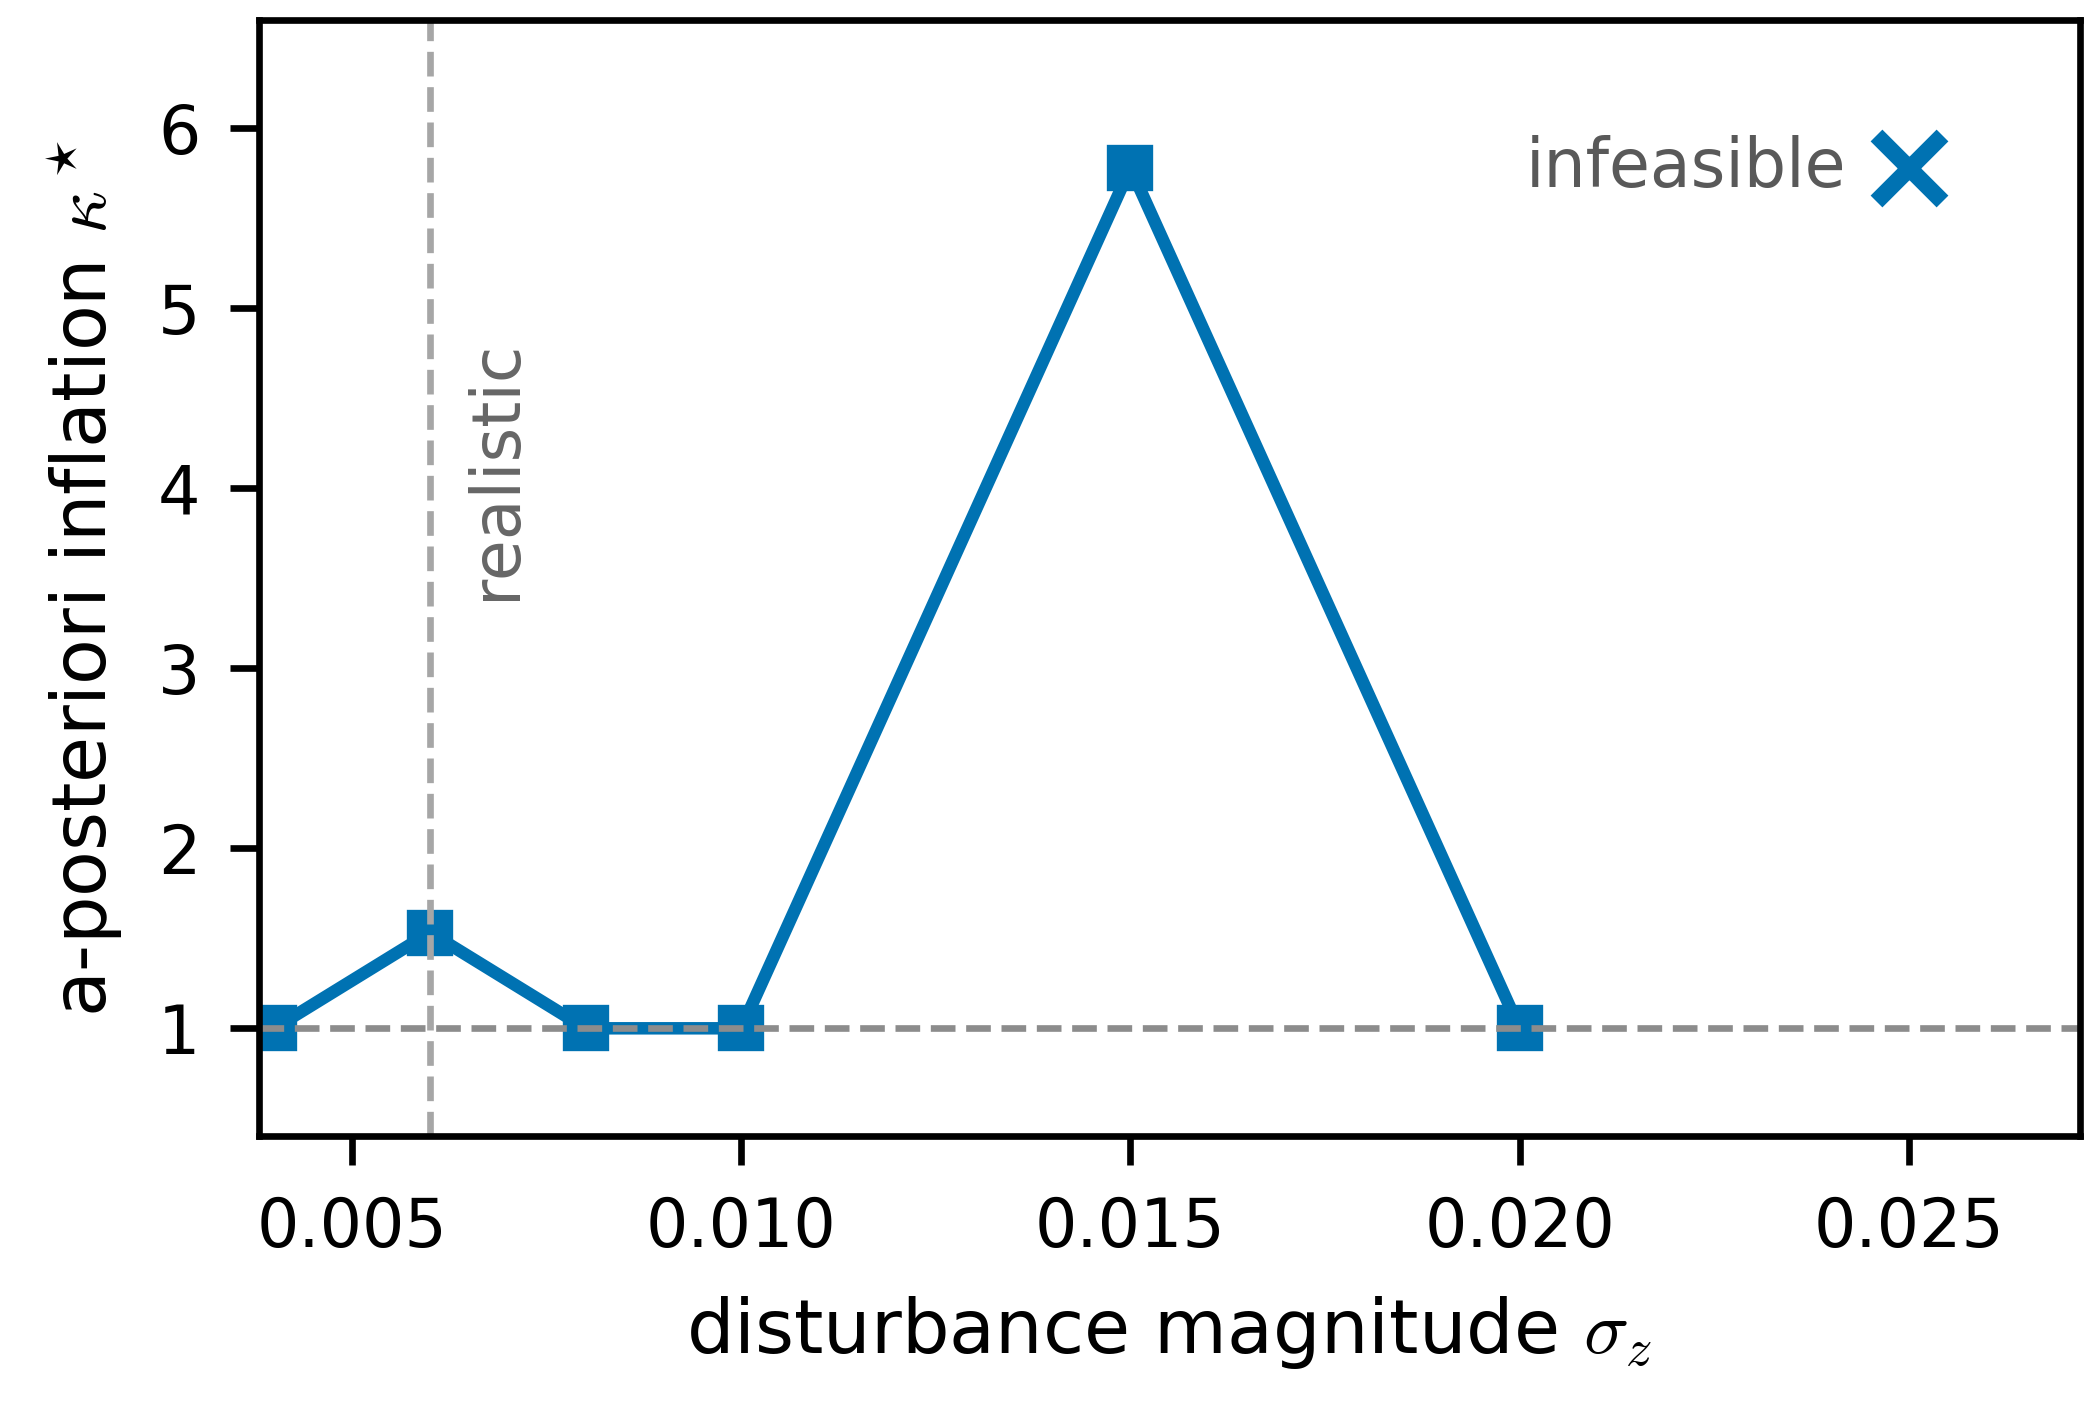 a-posteriori inflation κ★
6
5
4
3
2
1
realistic
infeasible
0.005 0.010 0.015 0.020 0.025
disturbance magnitude σz